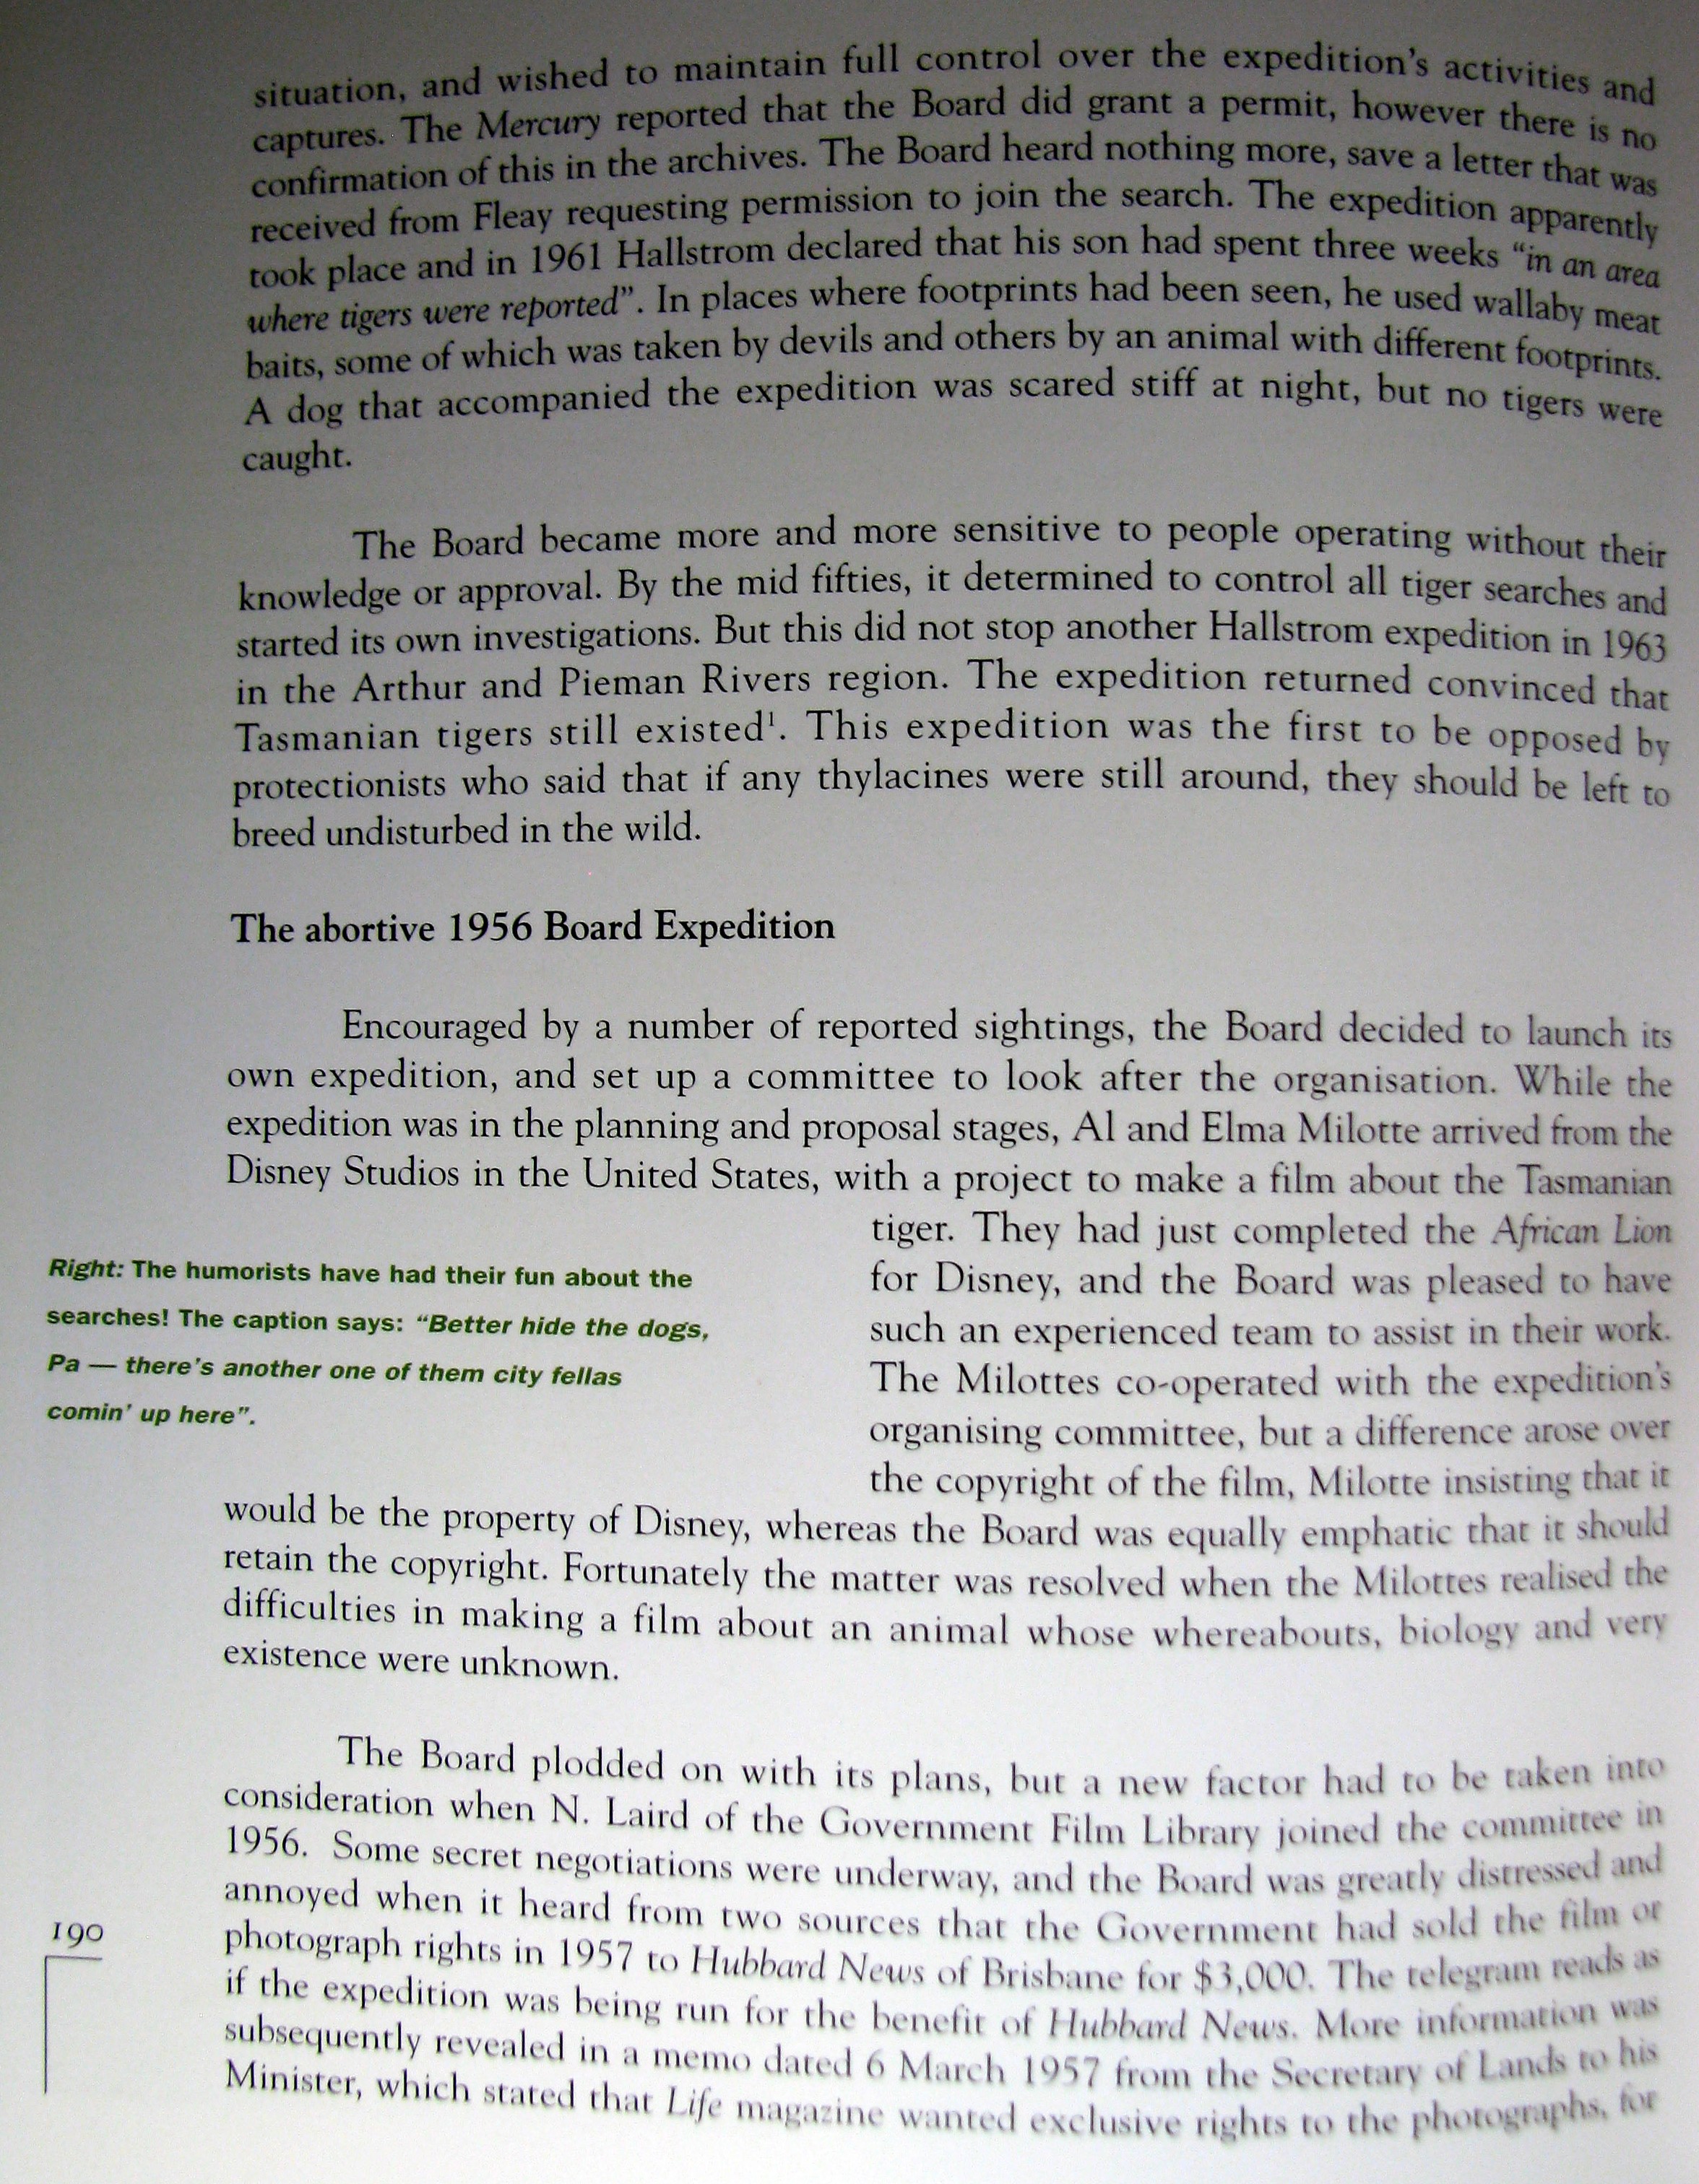 situation, and wished to maintain full control over the expedition's activities and
captures. The Mercury reported that the Board did grant a permit, however there is no
confirmation of this in the archives. The Board heard nothing more, save a letter that was
received from Fleay requesting permission to join the search. The expedition apparently
took place and in 1961 Hallstrom declared that his son had spent three weeks “in an area
where tigers were reported”. In places where footprints had been seen, he used wallaby meat
baits, some of which was taken by devils and others by an animal with different footprints.
A dog that accompanied the expedition was scared stiff at night, but no tigers were
caught.
The Board became more and more sensitive to people operating without their
knowledge or approval. By the mid fifties, it determined to control all tiger searches and
started its own investigations. But this did not stop another Hallstrom expedition in 1963
in the Arthur and Pieman Rivers region. The expedition returned convinced that
Tasmanian tigers still existed¹. This expedition was the first to be opposed by
protectionists who said that if any thylacines were still around, they should be left to
breed undisturbed in the wild.
The abortive 1956 Board Expedition
Encouraged by a number of reported sightings, the Board decided to launch its
own expedition, and set up a committee to look after the organisation. While the
expedition was in the planning and proposal stages, Al and Elma Milotte arrived from the
Disney Studios in the United States, with a project to make a film about the Tasmanian
tiger. They had just completed the African Lion
for Disney, and the Board was pleased to have
such an experienced team to assist in their work.
The Milottes co-operated with the expedition's
organising committee, but a difference arose over
the copyright of the film, Milotte insisting that it
would be the property of Disney, whereas the Board was equally emphatic that it should
retain the copyright. Fortunately the matter was resolved when the Milottes realised the
difficulties in making a film about an animal whose whereabouts, biology and very
existence were unknown.
Right: The humorists have had their fun about the
searches! The caption says: “Better hide the dogs,
Pa — there's another one of them city fellas
comin' up here”.
The Board plodded on with its plans, but a new factor had to be taken into
consideration when N. Laird of the Government Film Library joined the committee in
1956. Some secret negotiations were underway, and the Board was greatly distressed and
annoyed when it heard from two sources that the Government had sold the film or
photograph rights in 1957 to Hubbard News of Brisbane for $3,000. The telegram reads as
if the expedition was being run for the benefit of Hubbard News. More information was
subsequently revealed in a memo dated 6 March 1957 from the Secretary of Lands to his
Minister, which stated that Life magazine wanted exclusive rights to the photographs, for
190